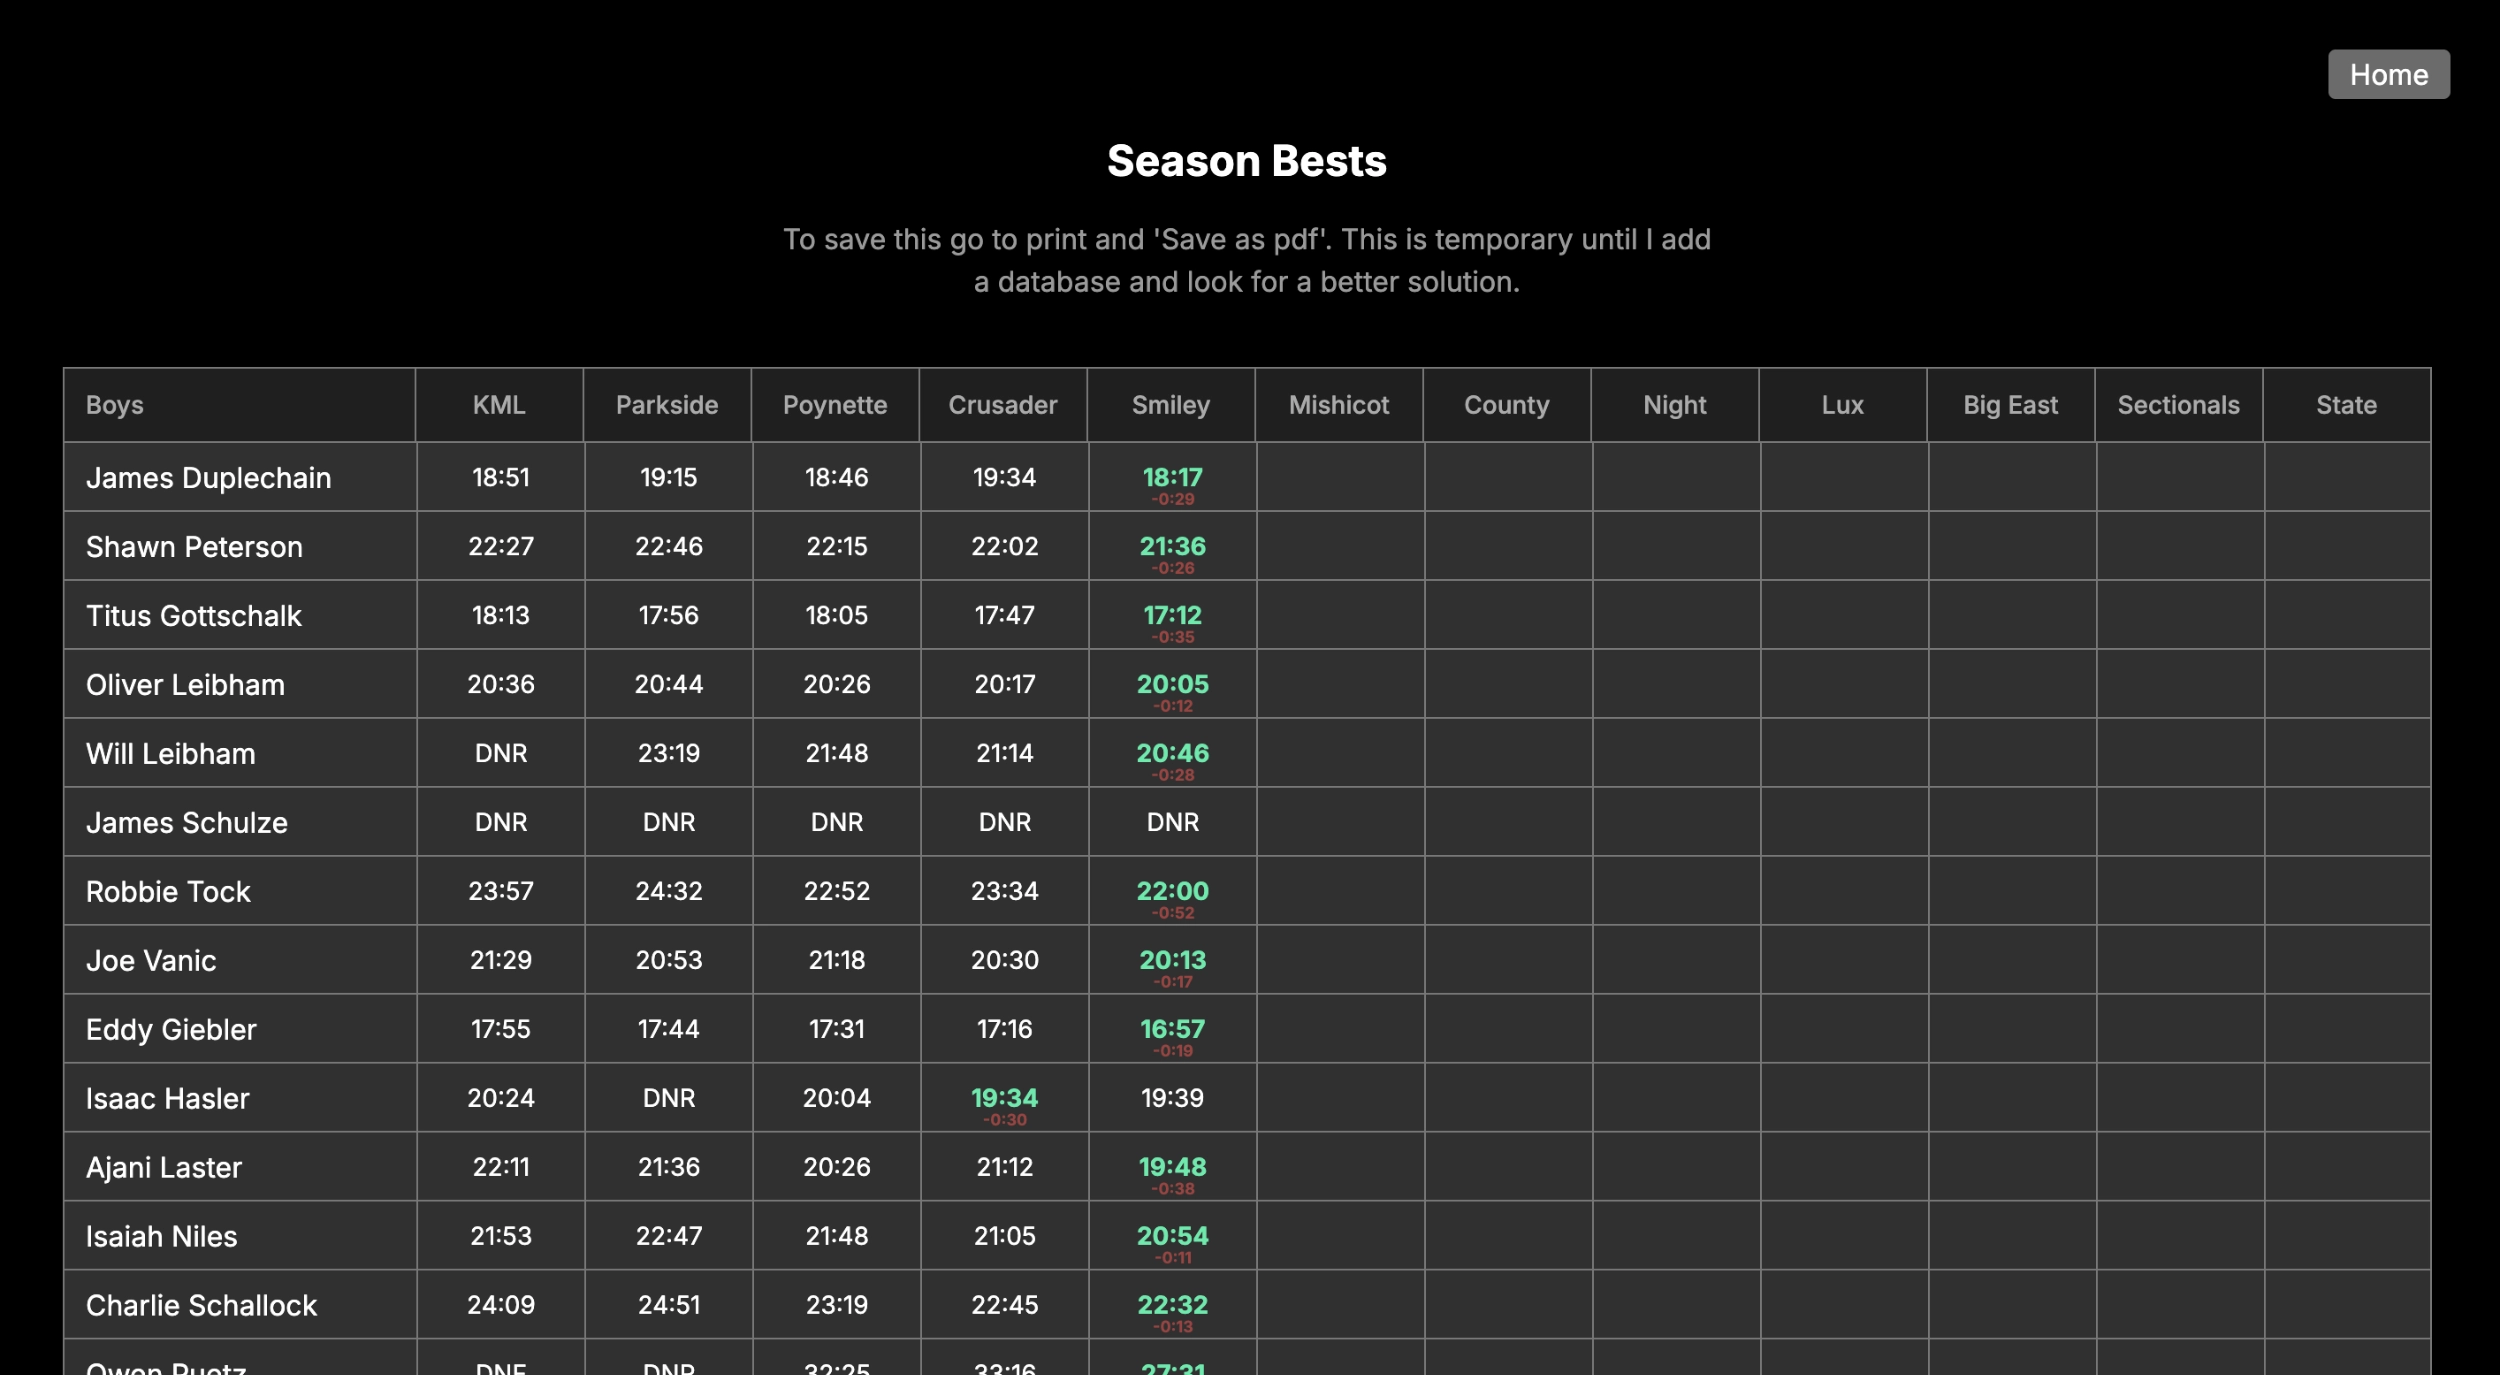 Home
Season Bests
To save this go to print and 'Save as pdf'. This is temporary until I add
a database and look for a better solution.
Boys KML Parkside Poynette Crusader Smiley Mishicot County Night Lux Big East Sectionals State
James Duplechain 18:51 19:15 18:46 19:34 18:17
-0:29
Shawn Peterson 22:27 22:46 22:15 22:02 21:36
-0:26
Titus Gottschalk 18:13 17:56 18:05 17:47 17:12
-0:35
Oliver Leibham 20:36 20:44 20:26 20:17 20:05
-0:12
Will Leibham DNR 23:19 21:48 21:14 20:46
-0:28
James Schulze DNR DNR DNR DNR DNR
Robbie Tock 23:57 24:32 22:52 23:34 22:00
-0:52
Joe Vanic 21:29 20:53 21:18 20:30 20:13
-0:17
Eddy Giebler 17:55 17:44 17:31 17:16 16:57
-0:19
Isaac Hasler 20:24 DNR 20:04 19:34 19:39
-0:30
Ajani Laster 22:11 21:36 20:26 21:12 19:48
-0:38
Isaiah Niles 21:53 22:47 21:48 21:05 20:54
-0:11
Charlie Schallock 24:09 24:51 23:19 22:45 22:32
-0:13
Owen DNF DNR 32:25 33:16 27:31